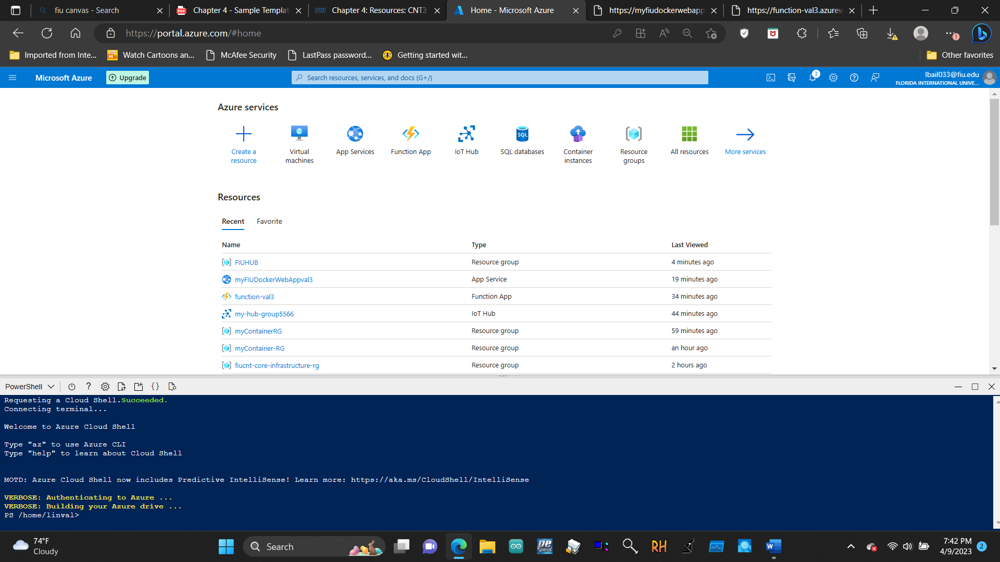 fiu canvas - Search
Chapter 4 - Sample Templat
Chapter 4: Resources: CNT3
Home - Microsoft Azure
https://myfiudockerwebapp
https://function-val3.azurew
https://portal.azure.com/#home
Imported from Inte...
Watch Cartoons an...
McAfee Security
LastPass password...
Getting started wit...
Other favorites
Microsoft Azure
Upgrade
Search resources, services, and docs (G+/)
3
lbail033@fiu.edu
FLORIDA INTERNATIONAL UNIVE...
Azure services
Create a resource
Virtual machines
App Services
Function App
IoT Hub
SQL databases
Container instances
Resource groups
All resources
More services
Resources
Recent Favorite
Name Type Last Viewed
FIUHUB Resource group 4 minutes ago
myFIUDockerWebAppval3 App Service 19 minutes ago
function-val3 Function App 34 minutes ago
my-hub-group5566 IoT Hub 44 minutes ago
myContainerRG Resource group 59 minutes ago
myContainer-RG Resource group an hour ago
fiucnt-core-infrastructure-rg Resource group 2 hours ago
PowerShell
Requesting a Cloud Shell.Succeeded.
Connecting terminal...
Welcome to Azure Cloud Shell
Type "az" to use Azure CLI
Type "help" to learn about Cloud Shell
MOTD: Azure Cloud Shell now includes Predictive IntelliSense! Learn more: https://aka.ms/CloudShell/IntelliSense
VERBOSE: Authenticating to Azure ...
VERBOSE: Building your Azure drive ...
PS /home/linval>
74°F
Cloudy
Search
RH
7:42 PM
4/9/2023
2